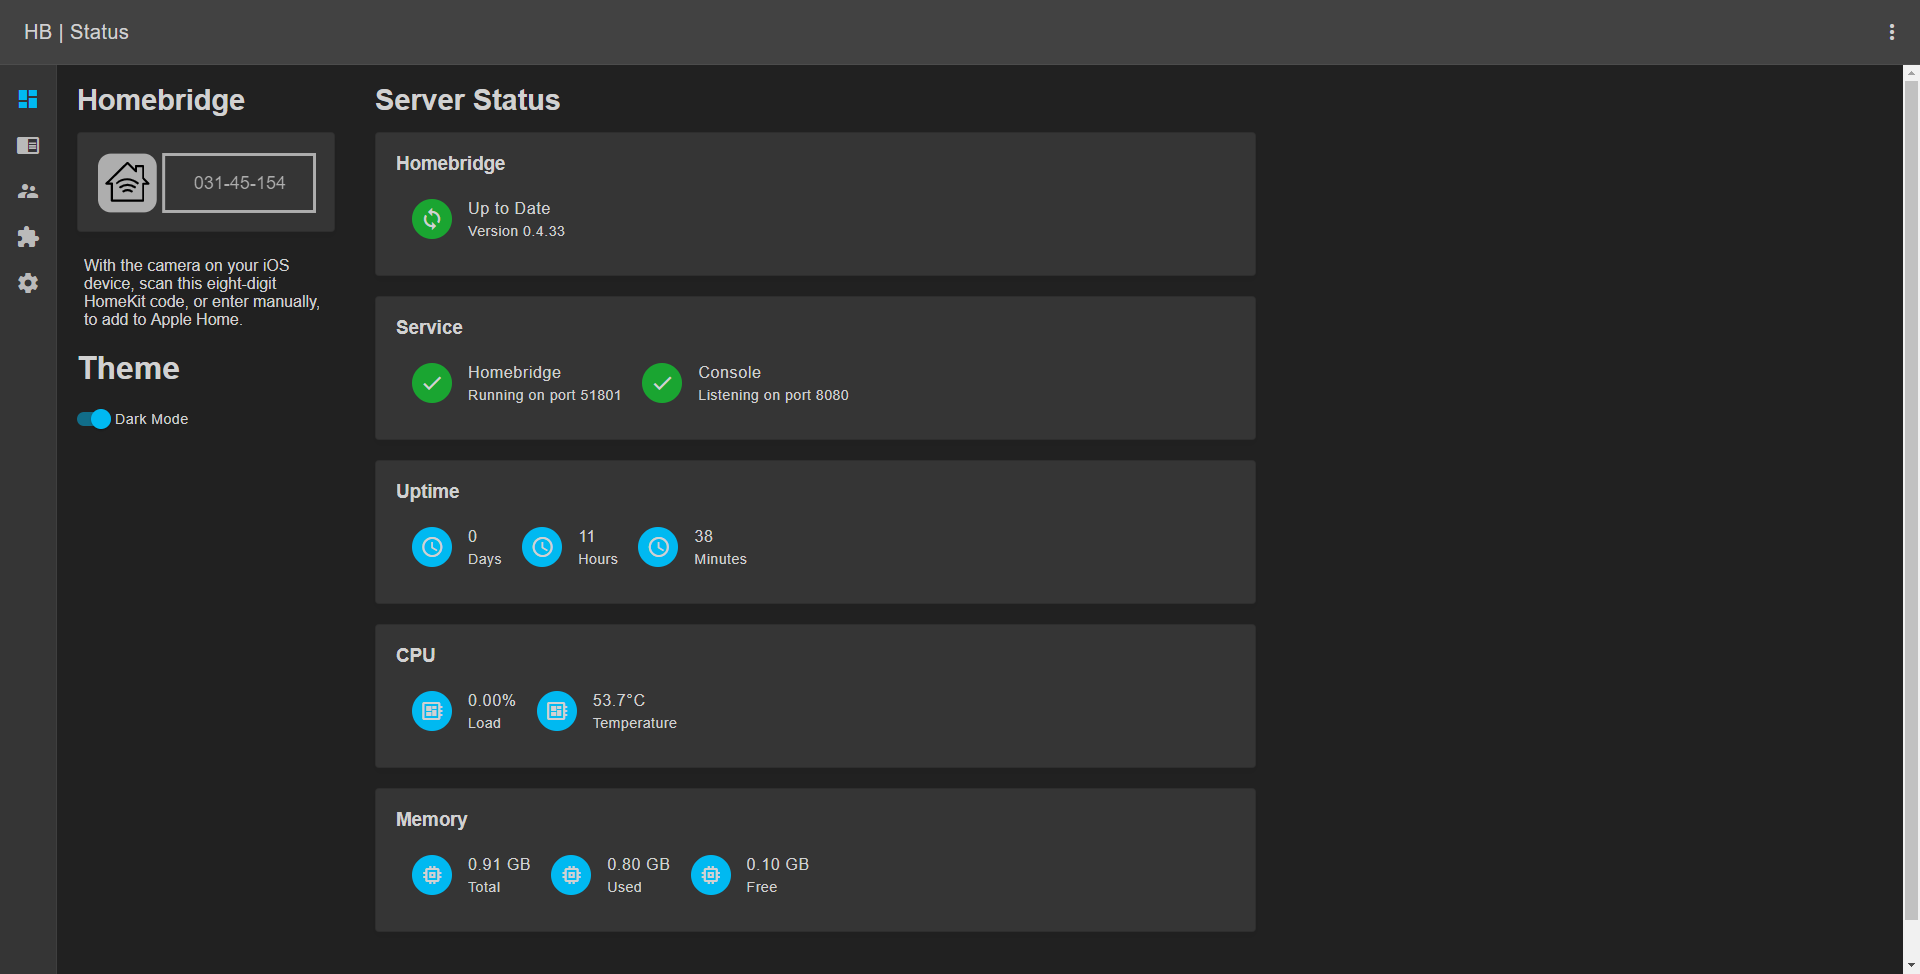 HB | Status
Homebridge
031-45-154
With the camera on your iOS
device, scan this eight-digit
HomeKit code, or enter manually,
to add to Apple Home.
Theme
Dark Mode
Server Status
Homebridge
Up to Date
Version 0.4.33
Service
Homebridge
Running on port 51801
Console
Listening on port 8080
Uptime
0
Days
11
Hours
38
Minutes
CPU
0.00%
Load
53.7°C
Temperature
Memory
0.91 GB
Total
0.80 GB
Used
0.10 GB
Free